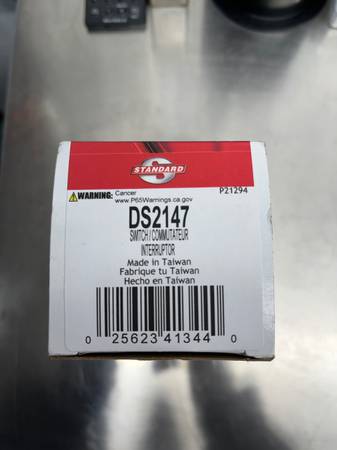 STANDARD
S
WARNING: Cancer
www.P65Warnings.ca.gov
P21294
DS2147
SWITCH / COMMUTATEUR
INTERRUPTOR
Made in Taiwan
Fabrique tu Taiwan
Hecho en Taiwan
0 25623 41344 0